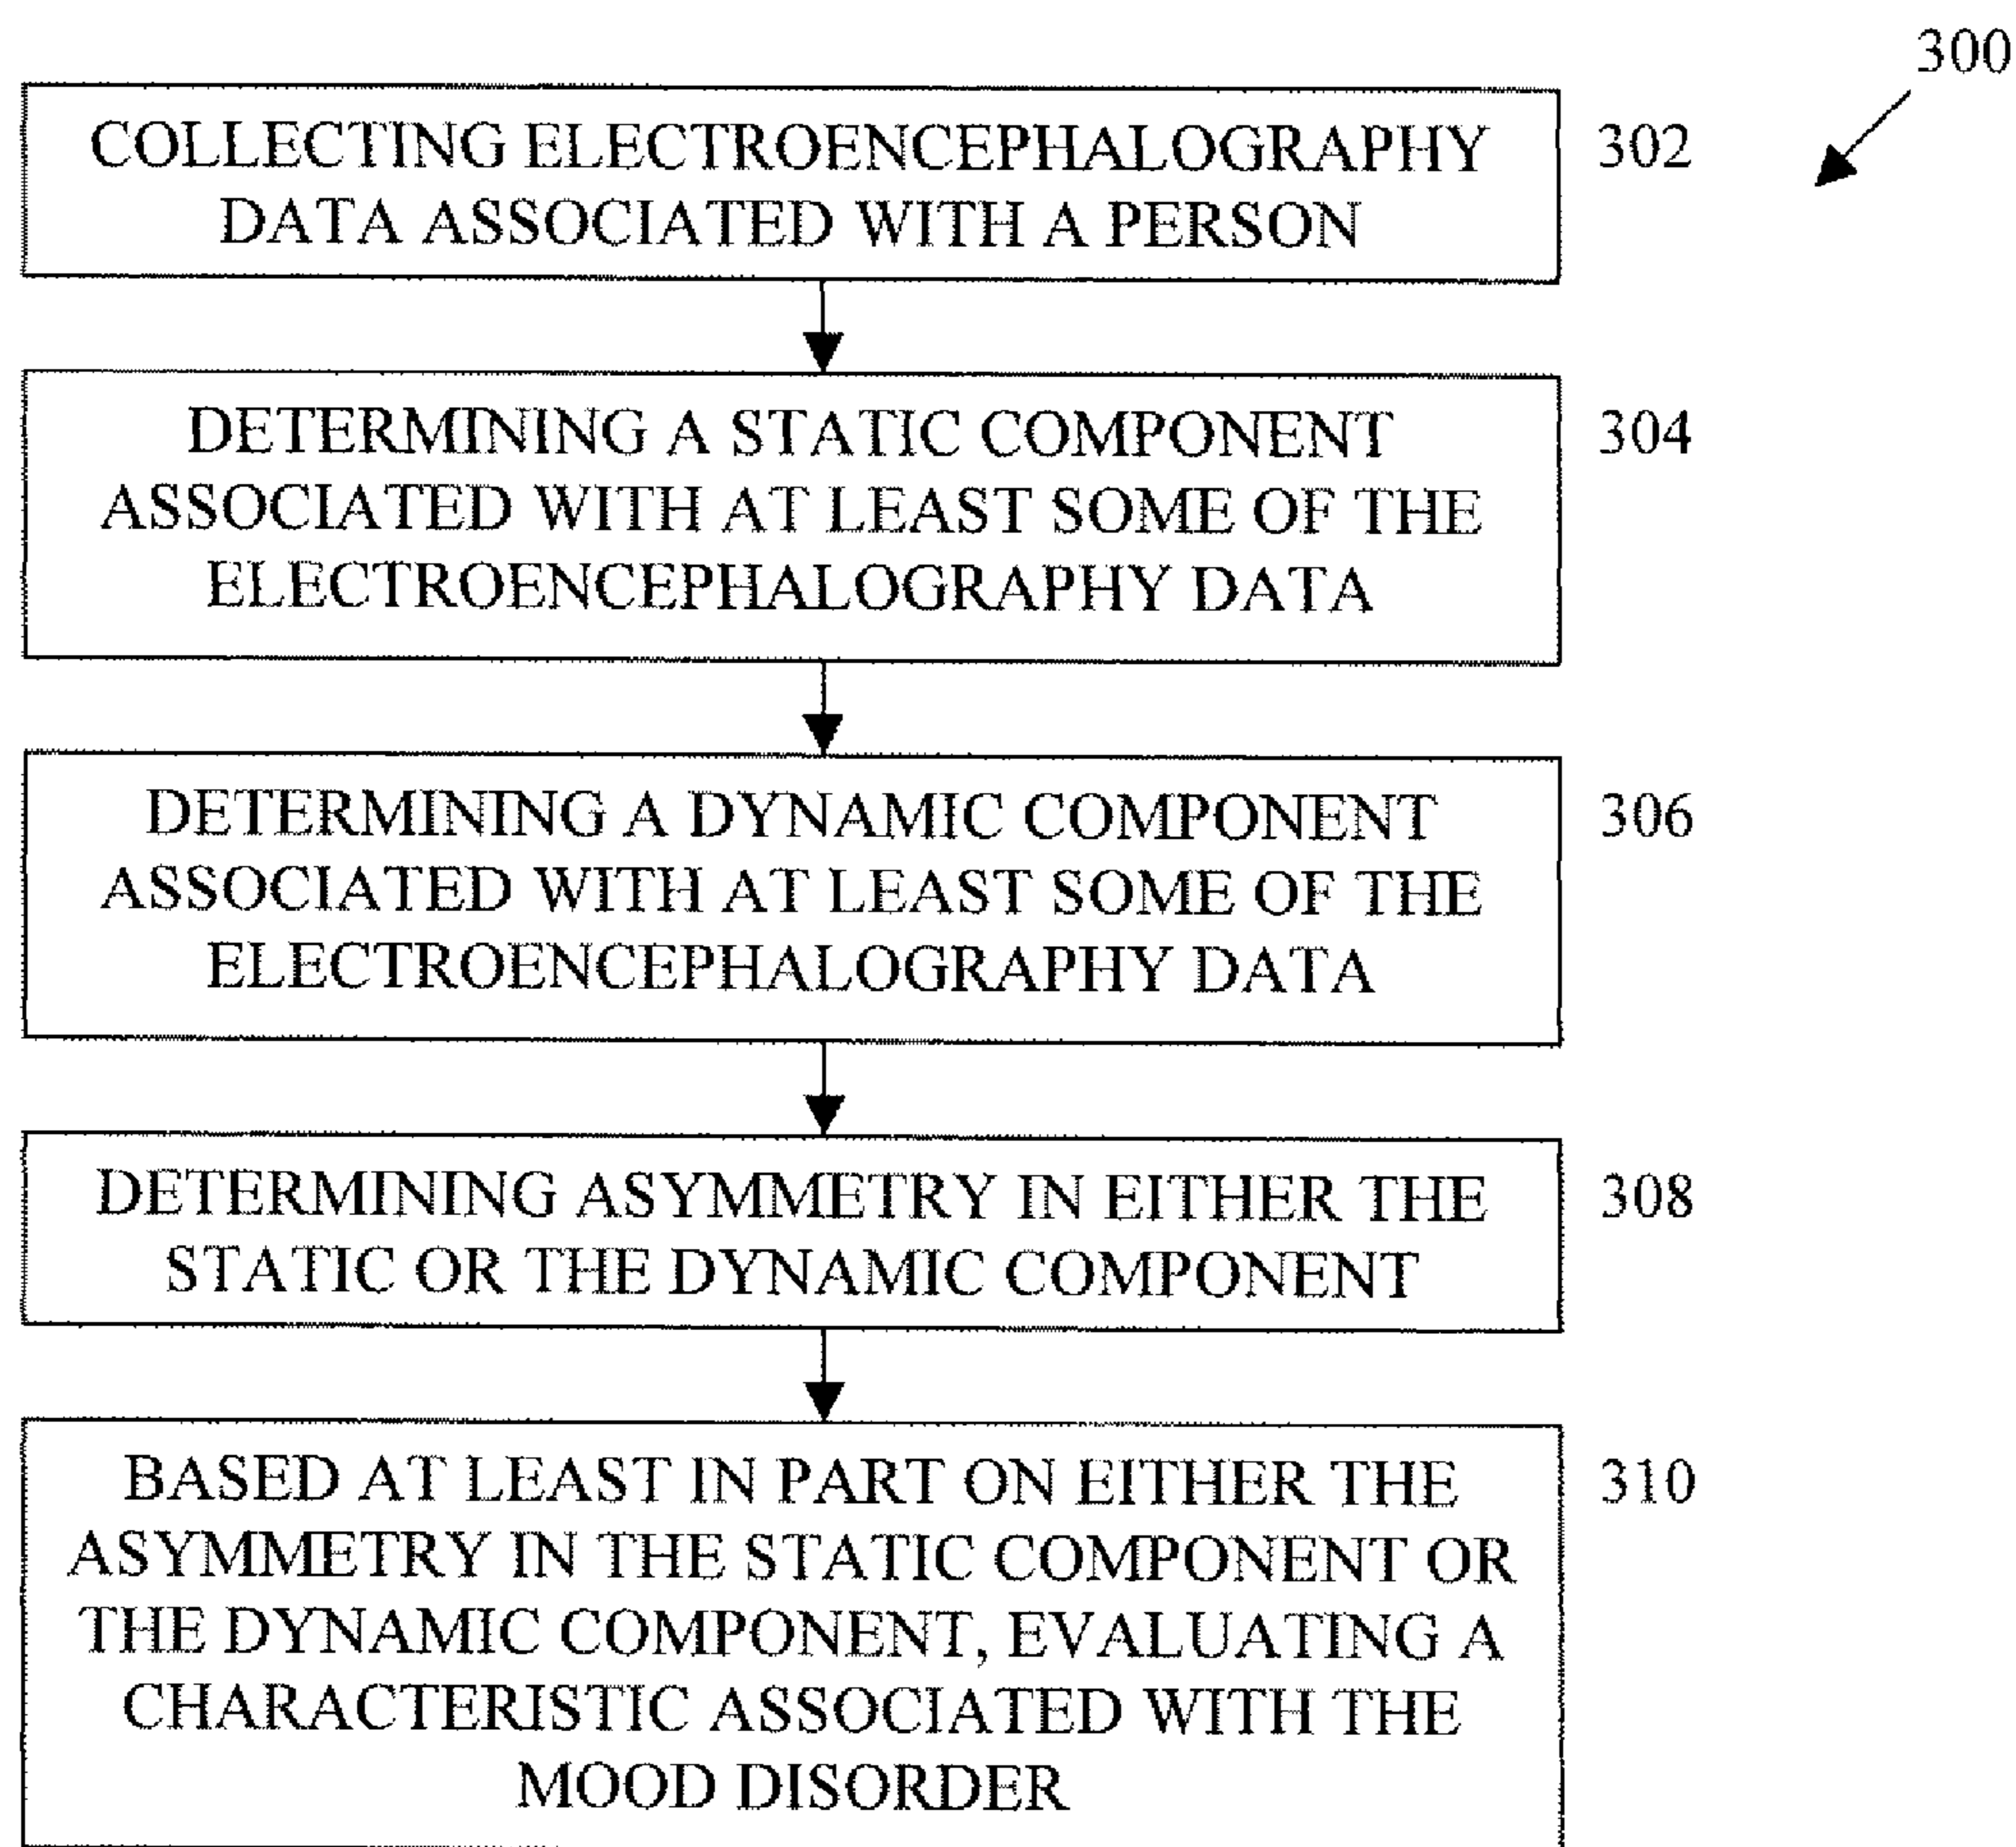 300
COLLECTING ELECTROENCEPHALOGRAPHY
DATA ASSOCIATED WITH A PERSON
302
DETERMINING A STATIC COMPONENT
ASSOCIATED WITH AT LEAST SOME OF THE
ELECTROENCEPHALOGRAPHY DATA
304
DETERMINING A DYNAMIC COMPONENT
ASSOCIATED WITH AT LEAST SOME OF THE
ELECTROENCEPHALOGRAPHY DATA
306
DETERMINING ASYMMETRY IN EITHER THE
STATIC OR THE DYNAMIC COMPONENT
308
BASED AT LEAST IN PART ON EITHER THE
ASYMMETRY IN THE STATIC COMPONENT OR
THE DYNAMIC COMPONENT, EVALUATING A
CHARACTERISTIC ASSOCIATED WITH THE
MOOD DISORDER
310